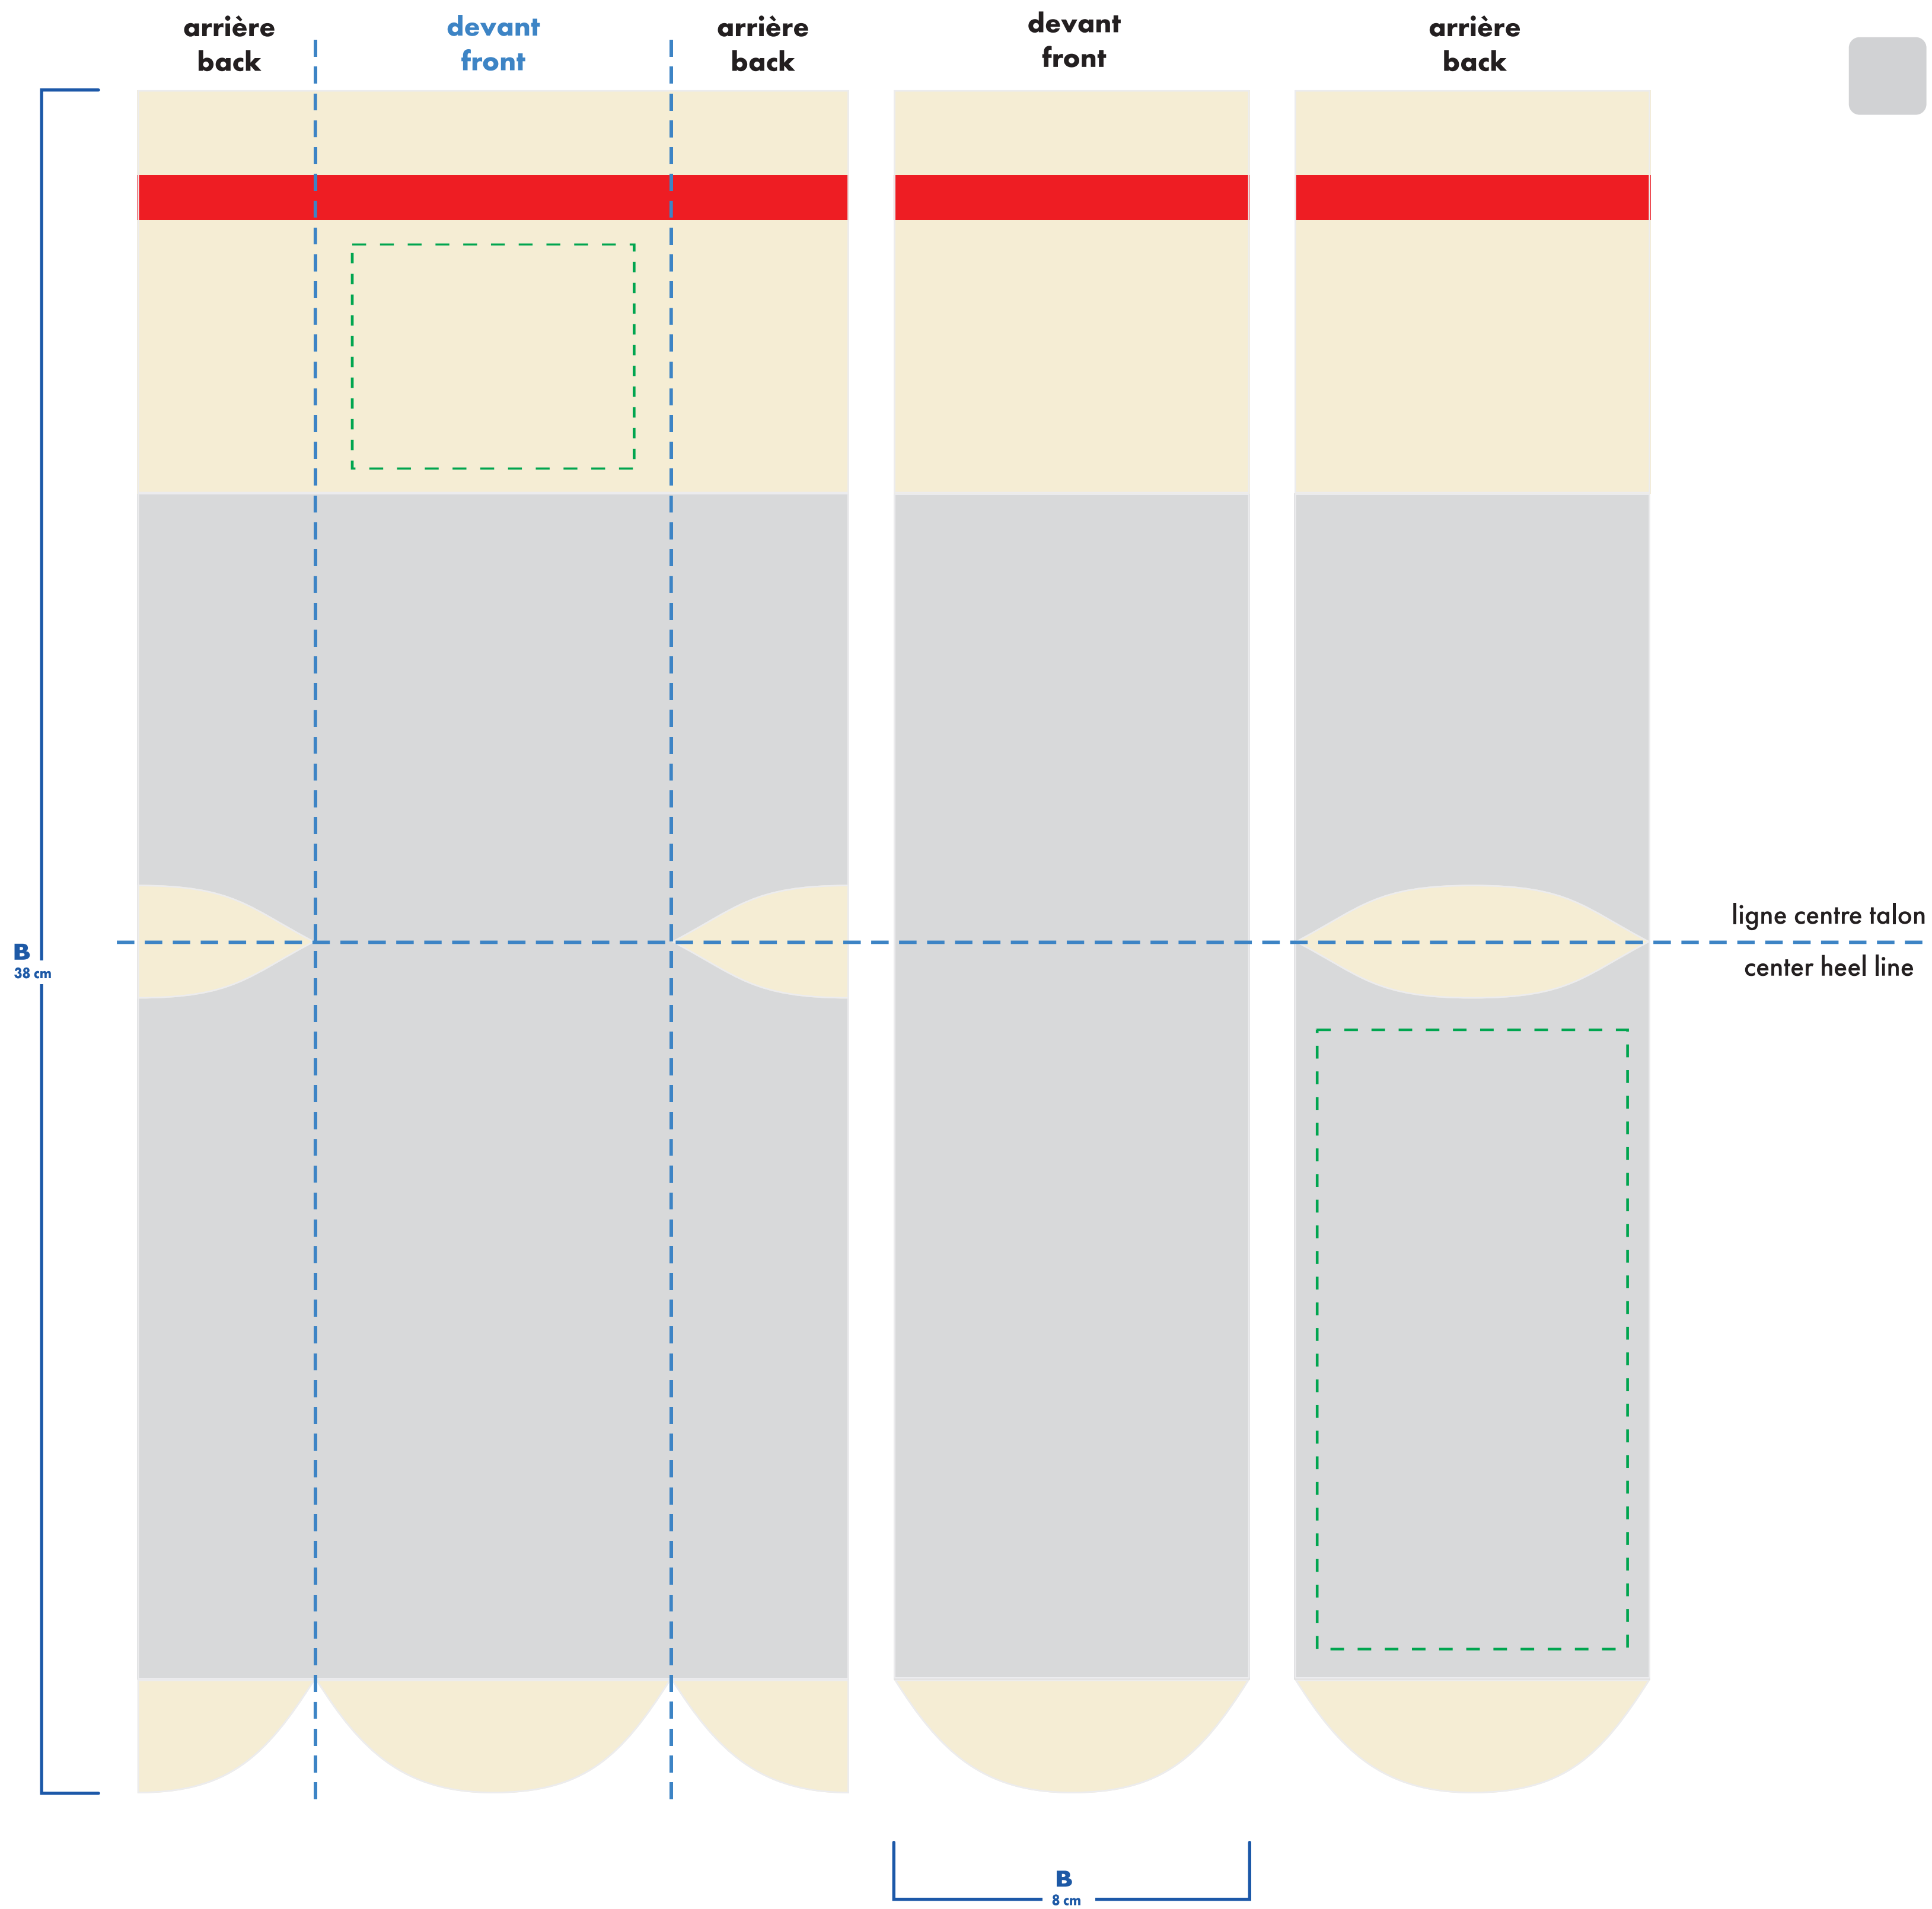 arrière
back
devant
front
arrière
back
devant
front
arrière
back
ligne centre talon
center heel line
B
38 cm
B
8 cm